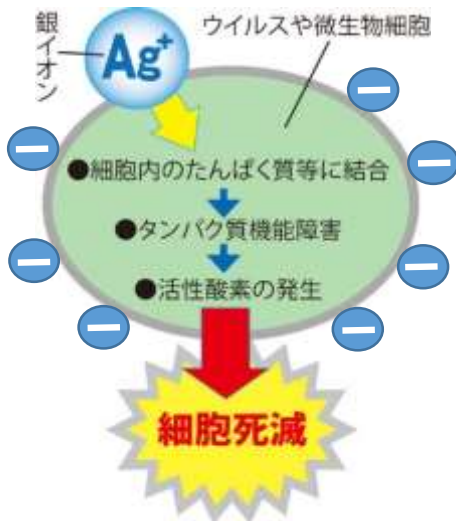 銀イオン
Ag+
ウイルスや微生物細胞
●細胞内のたんぱく質等に結合
●タンパク質機能障害
●活性酸素の発生
細胞死滅